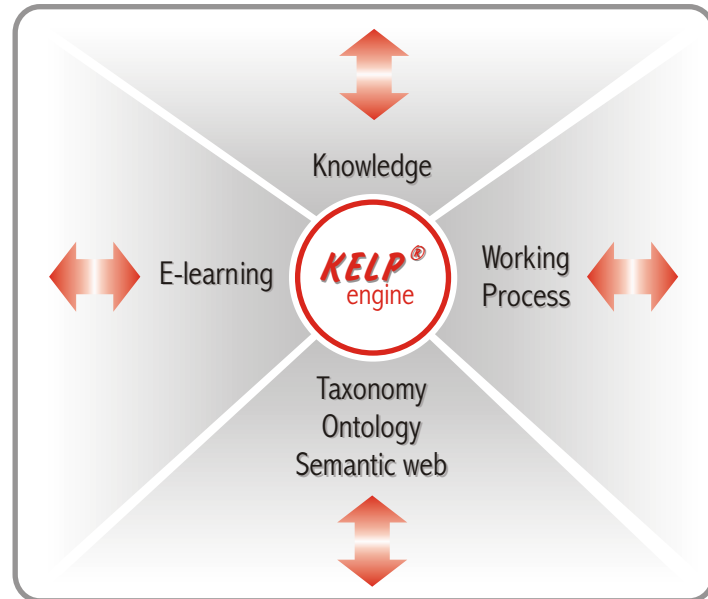 Knowledge
E-learning
KELP®
engine
Working
Process
Taxonomy
Ontology
Semantic web